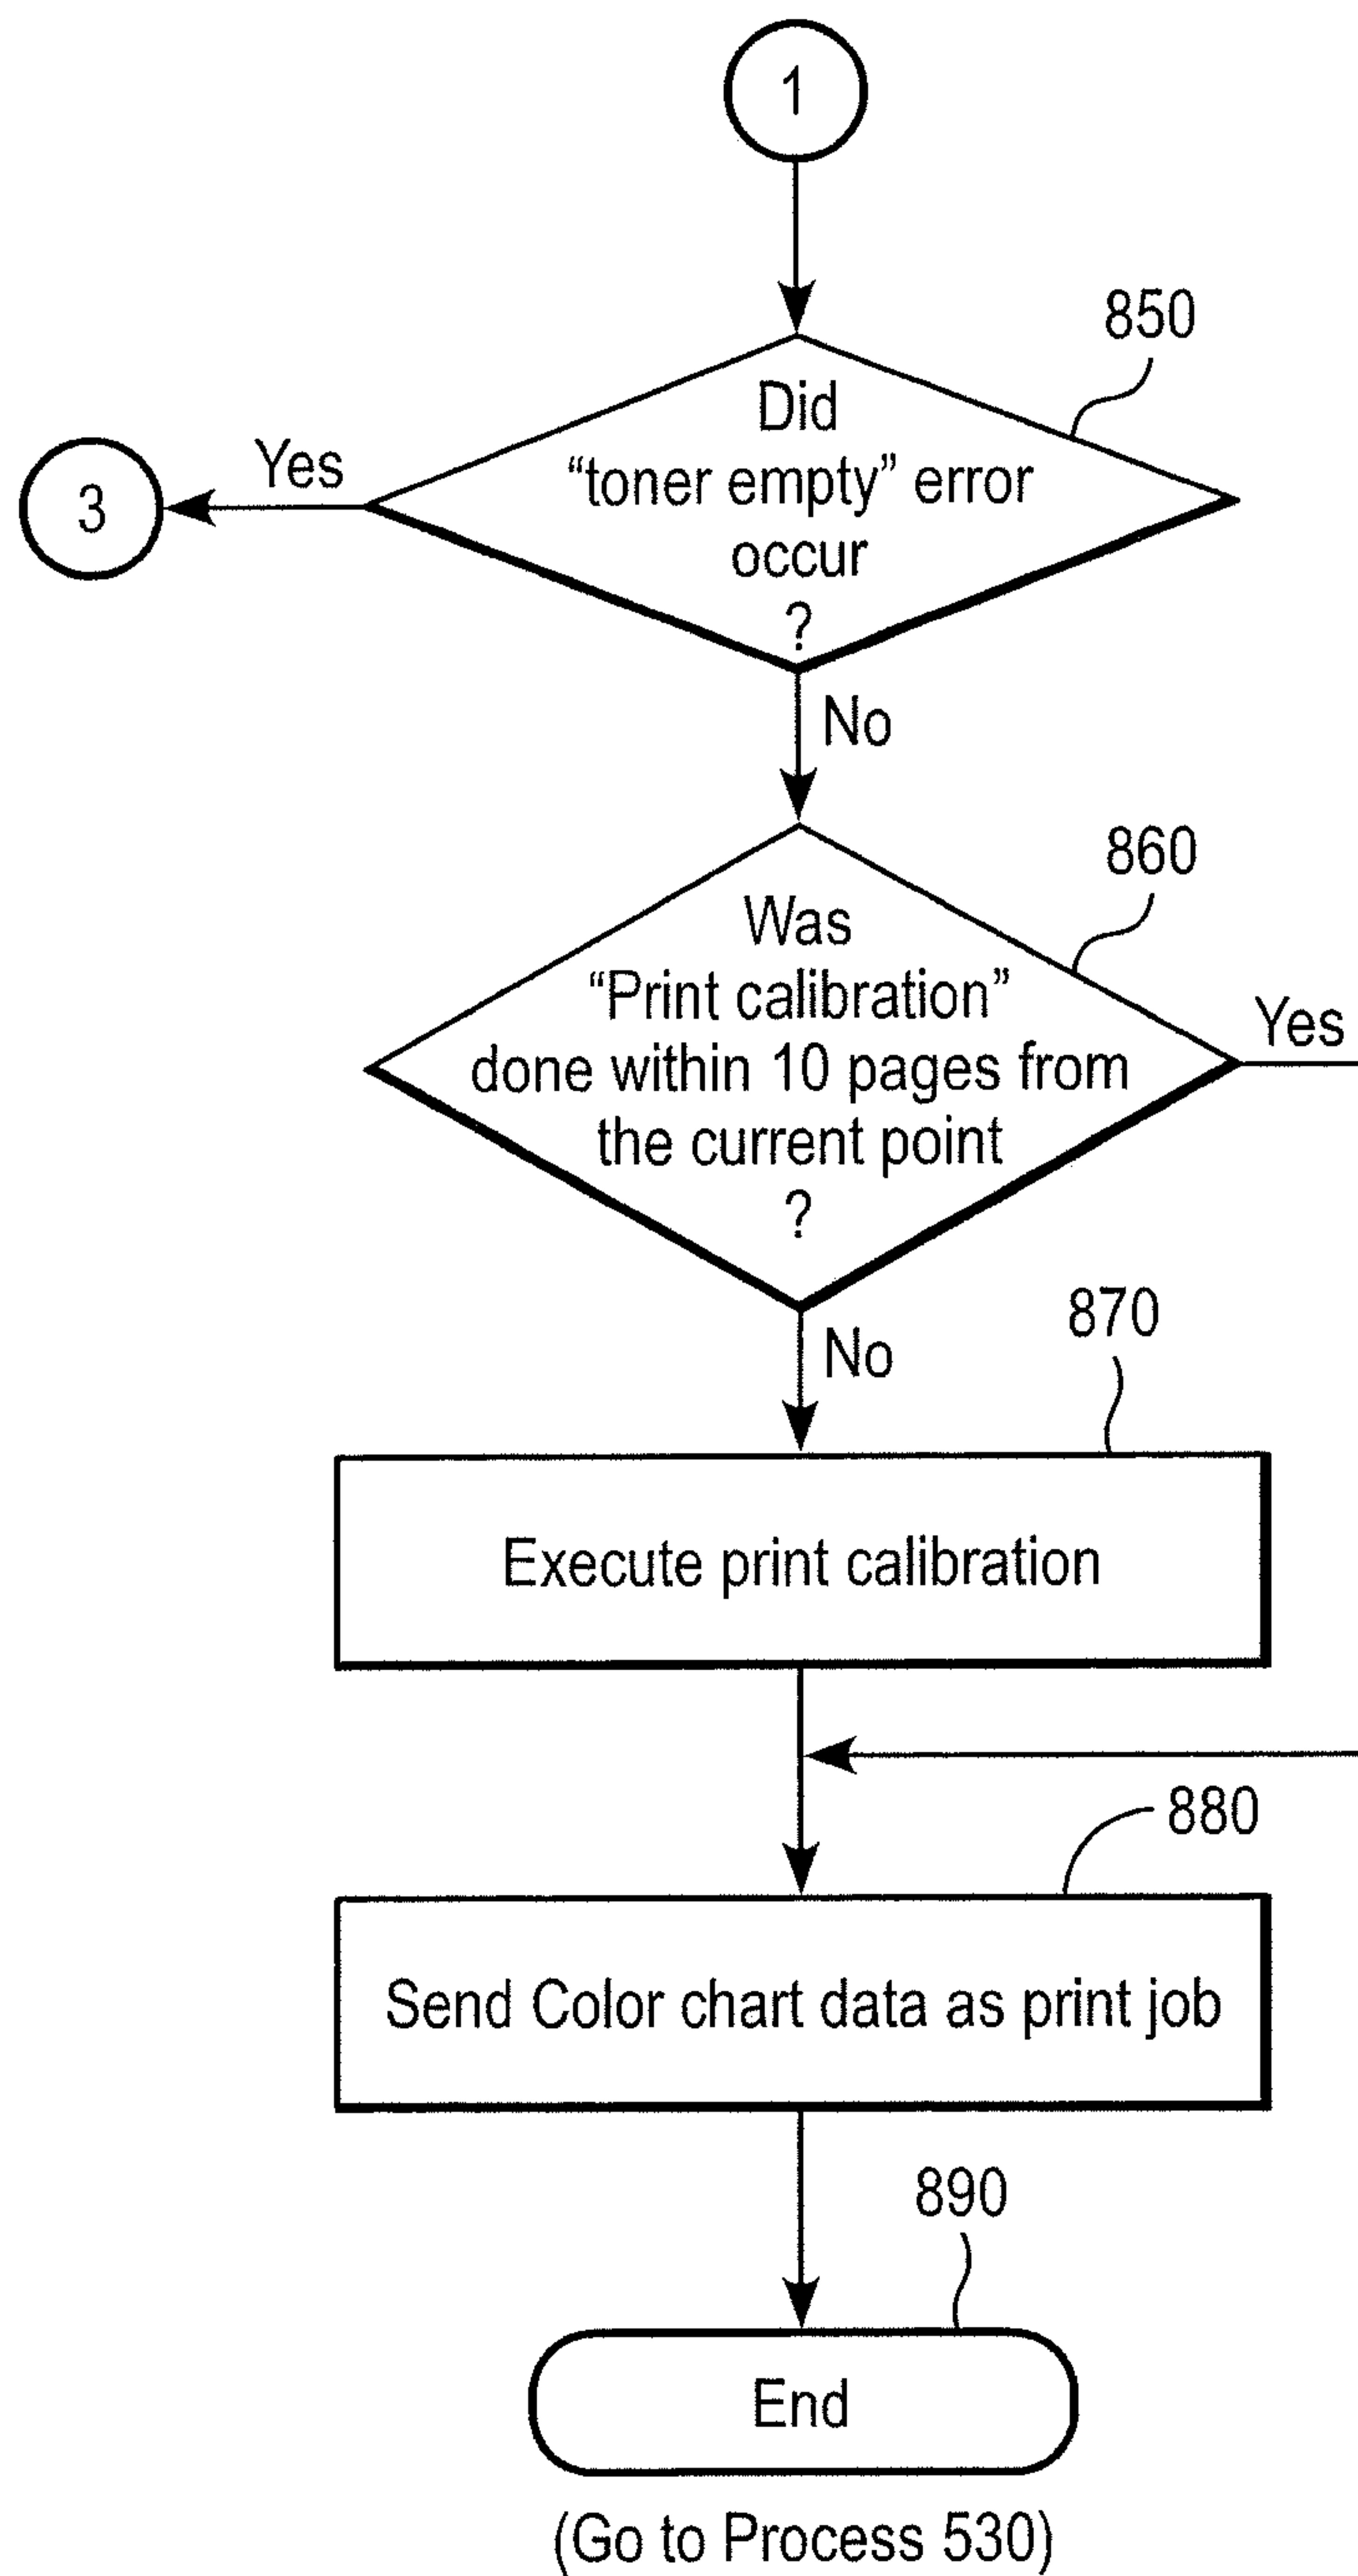 1
850
Did
“toner empty” error
occur
?
Yes
3
No
860
Was
“Print calibration”
done within 10 pages from
the current point
?
Yes
No
870
Execute print calibration
880
Send Color chart data as print job
890
End
(Go to Process 530)